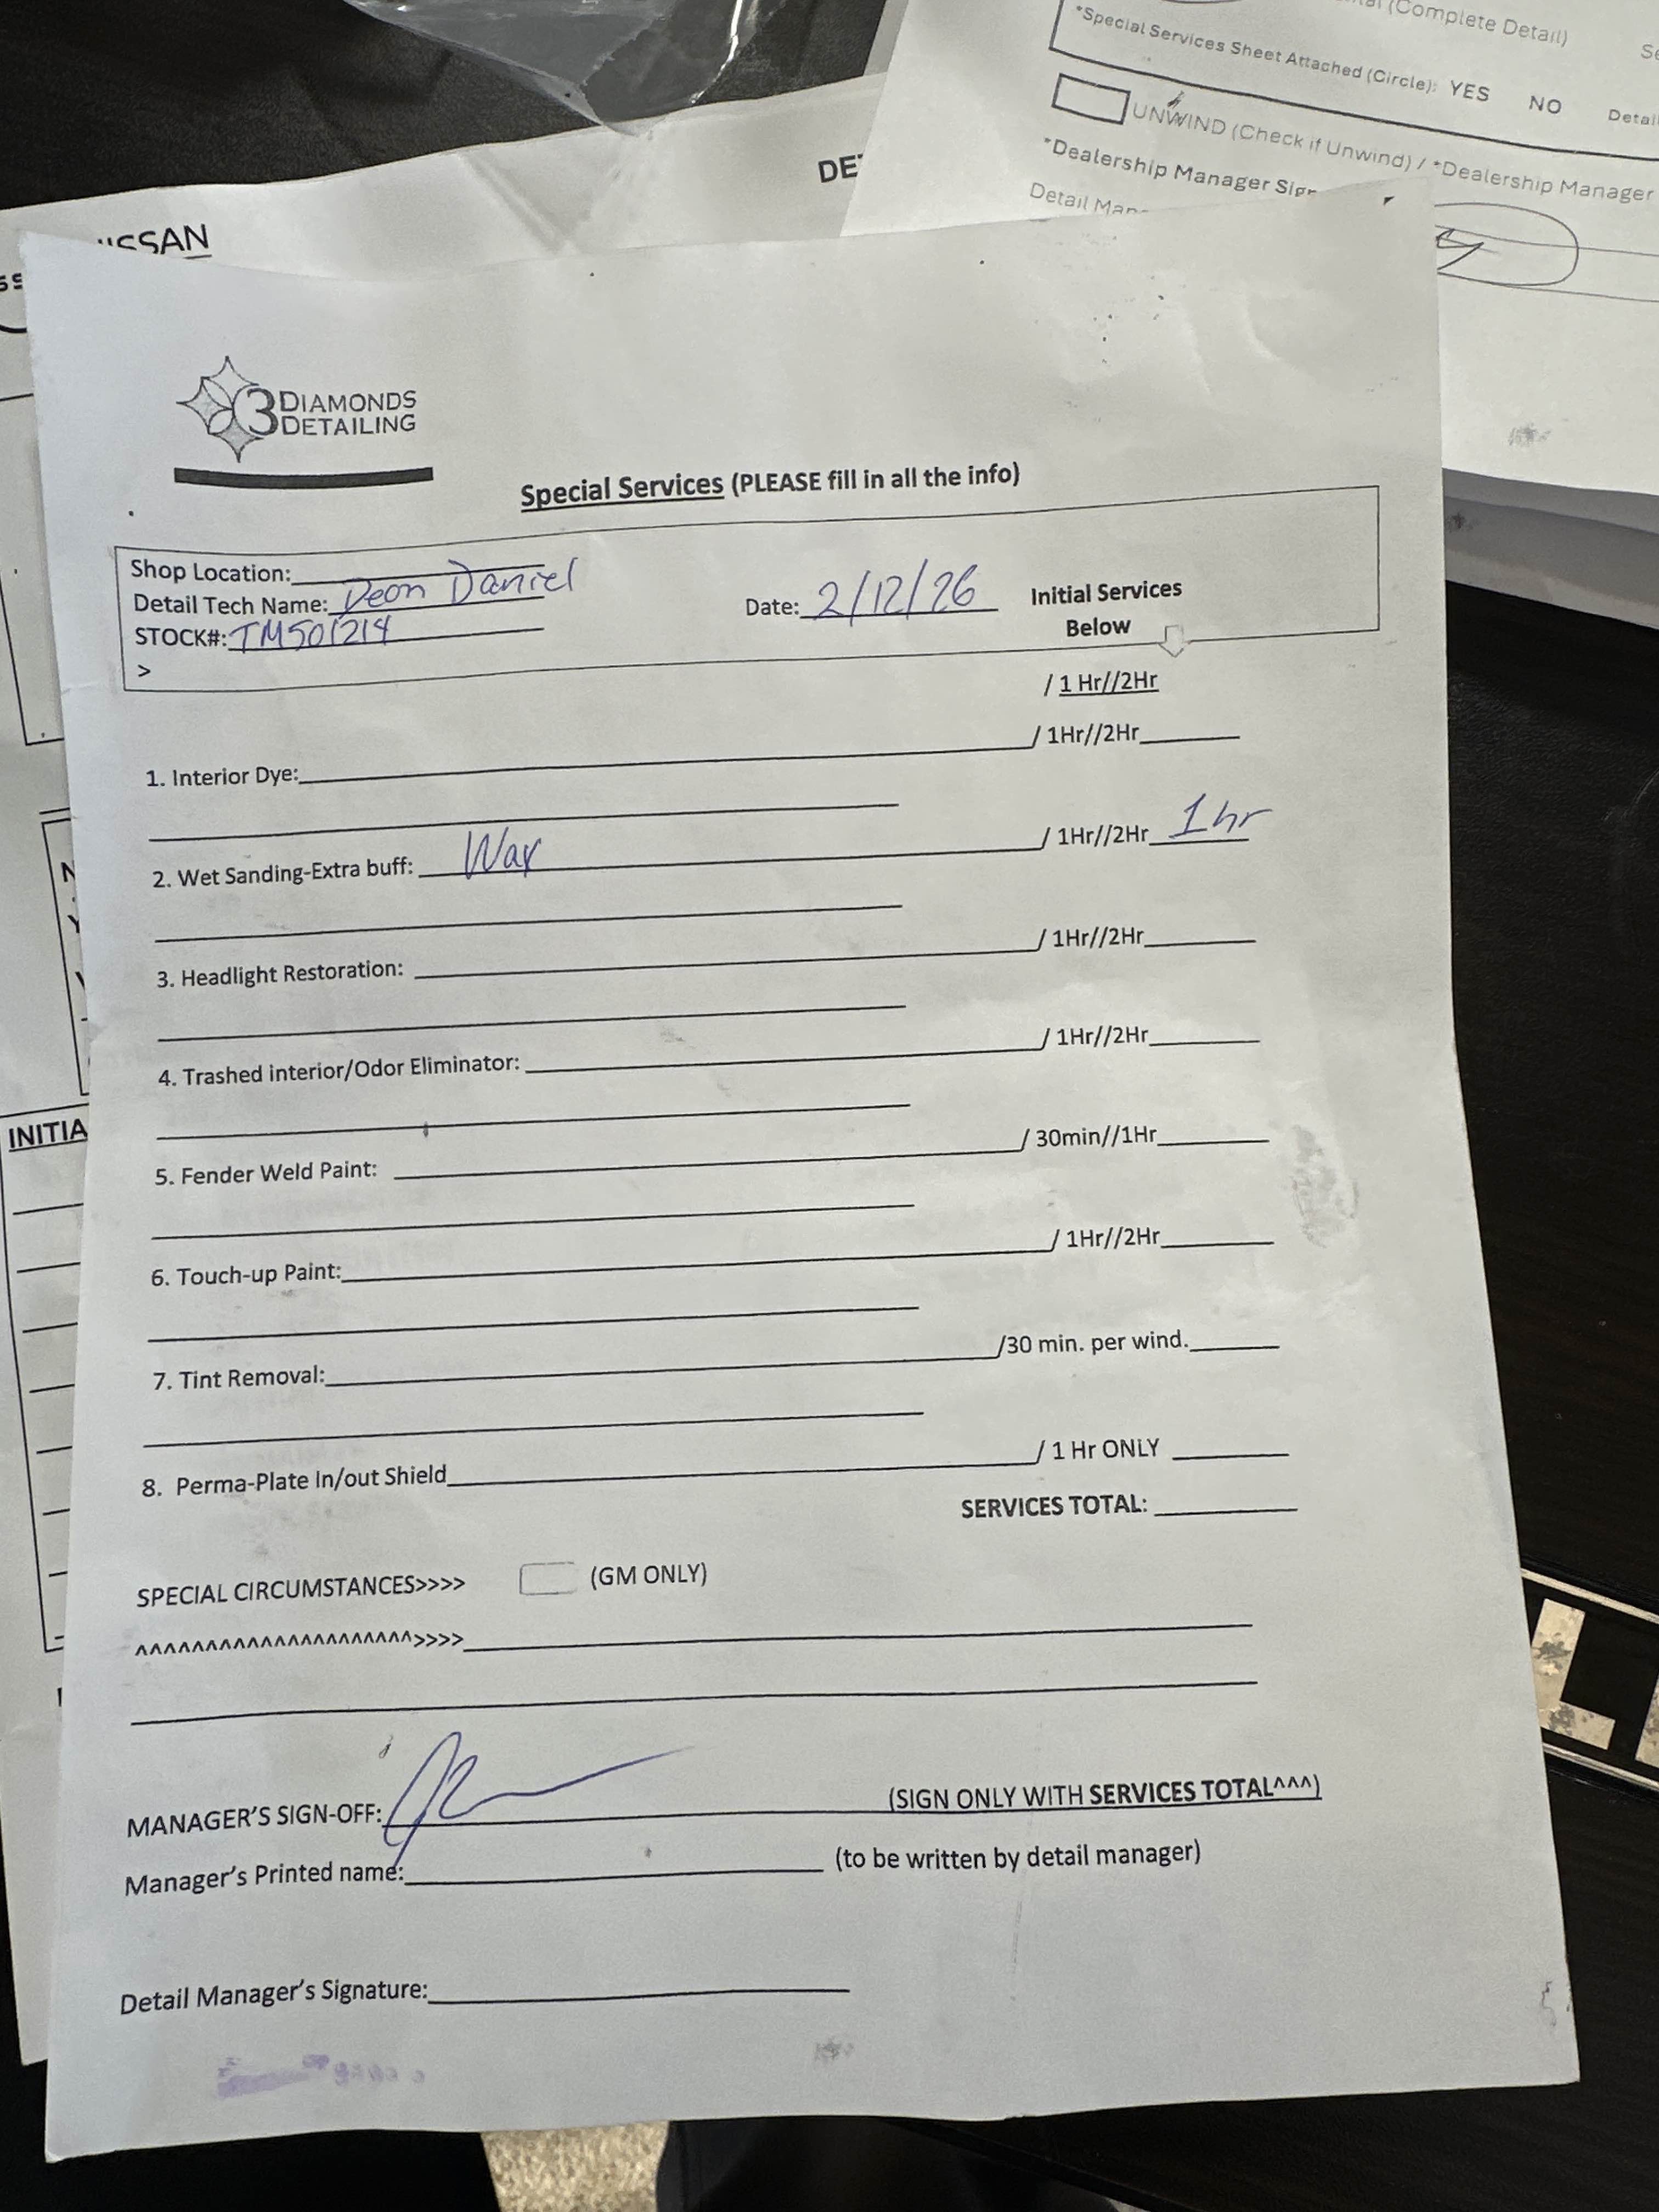 (Complete Detail)
*Special Services Sheet Attached (Circle): YES NO
UNWIND (Check if Unwind) / *Dealership Manager
*Dealership Manager
Detail
DE
SSAN
3 DIAMONDS
DETAILING
Special Services (PLEASE fill in all the info)
Shop Location:
Detail Tech Name: Deon Daniel
STOCK#: TM501214
>
Date: 2/12/26
Initial Services
Below
/ 1 Hr//2Hr
1. Interior Dye: / 1Hr//2Hr
2. Wet Sanding-Extra buff: Wax / 1Hr//2Hr 1hr
3. Headlight Restoration: / 1Hr//2Hr
4. Trashed interior/Odor Eliminator: / 1Hr//2Hr
5. Fender Weld Paint: / 30min//1Hr
6. Touch-up Paint: / 1Hr//2Hr
7. Tint Removal: /30 min. per wind.
8. Perma-Plate In/out Shield / 1 Hr ONLY
SERVICES TOTAL:
SPECIAL CIRCUMSTANCES>>>> (GM ONLY)
^^^^^^^^^^^^^^^^^^^^>>>>
MANAGER'S SIGN-OFF: (SIGN ONLY WITH SERVICES TOTAL^^^)
Manager's Printed name: (to be written by detail manager)
Detail Manager's Signature:
INITIA